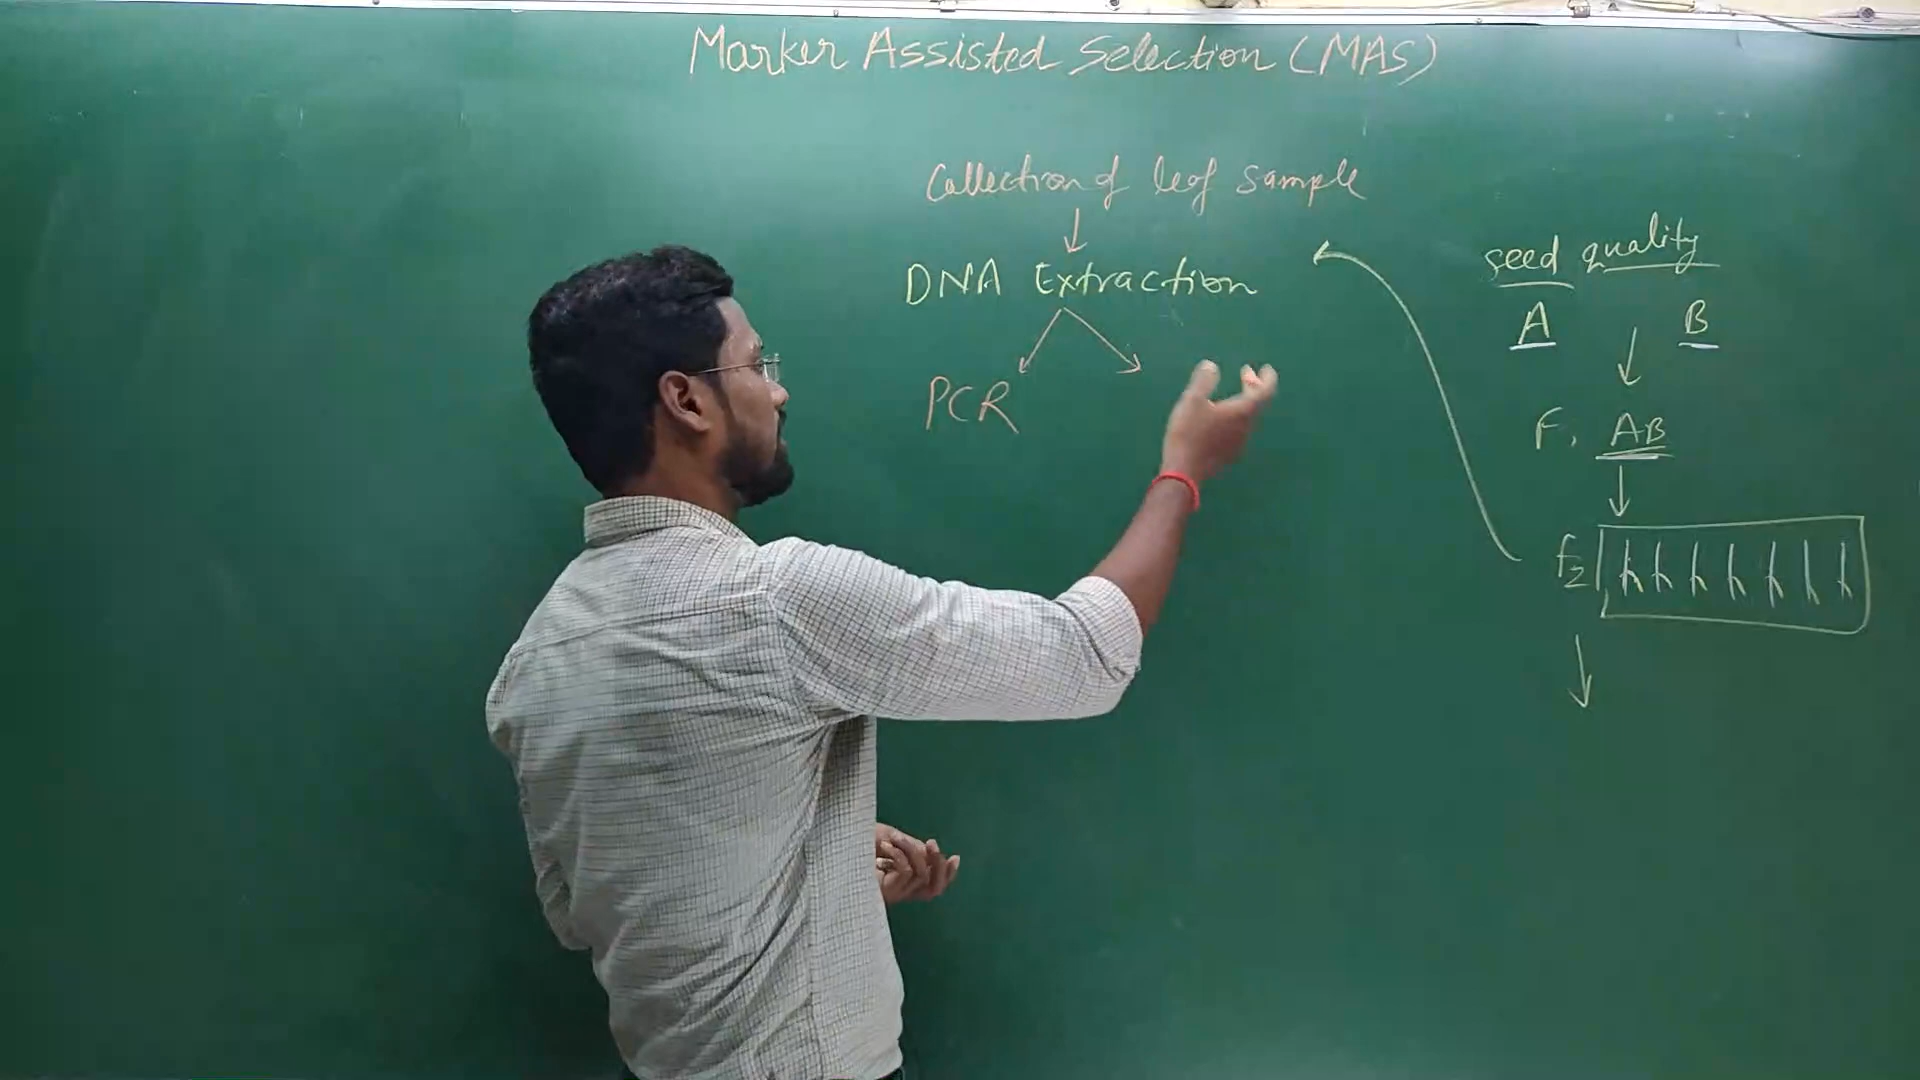 Marker Assisted Selection (MAS)
Collection of leaf sample
DNA Extraction
PCR
seed quality
A B
F1 AB
f2